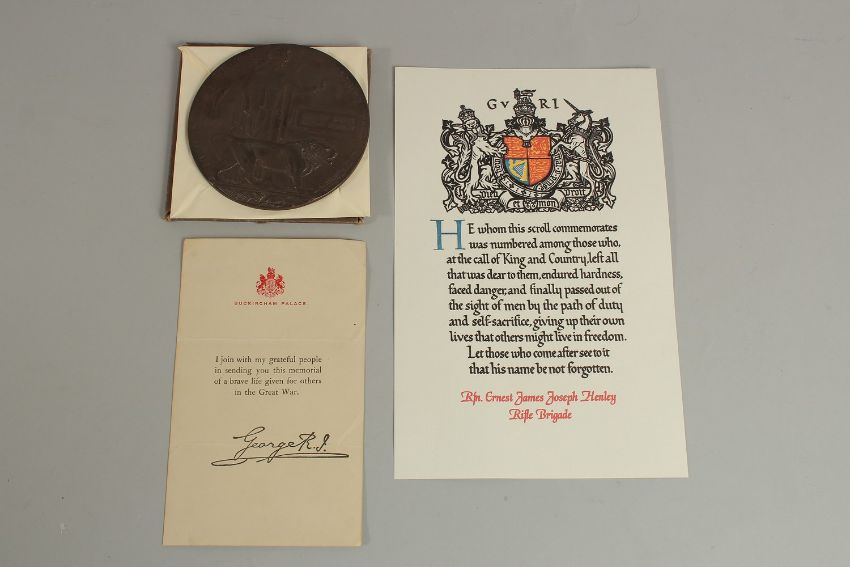 BUCKINGHAM PALACE
I join with my grateful people
in sending you this memorial
of a brave life given for others
in the Great War.
George R.I.
GV RI
Dieu et Mon Droit
HE whom this scroll commemorates
was numbered among those who,
at the call of King and Country, left all
that was dear to them, endured hardness,
faced danger, and finally passed out of
the sight of men by the path of duty
and self-sacrifice, giving up their own
lives that others might live in freedom.
Let those who come after see to it
that his name be not forgotten.
Rfn. Ernest James Joseph Henley
Rifle Brigade